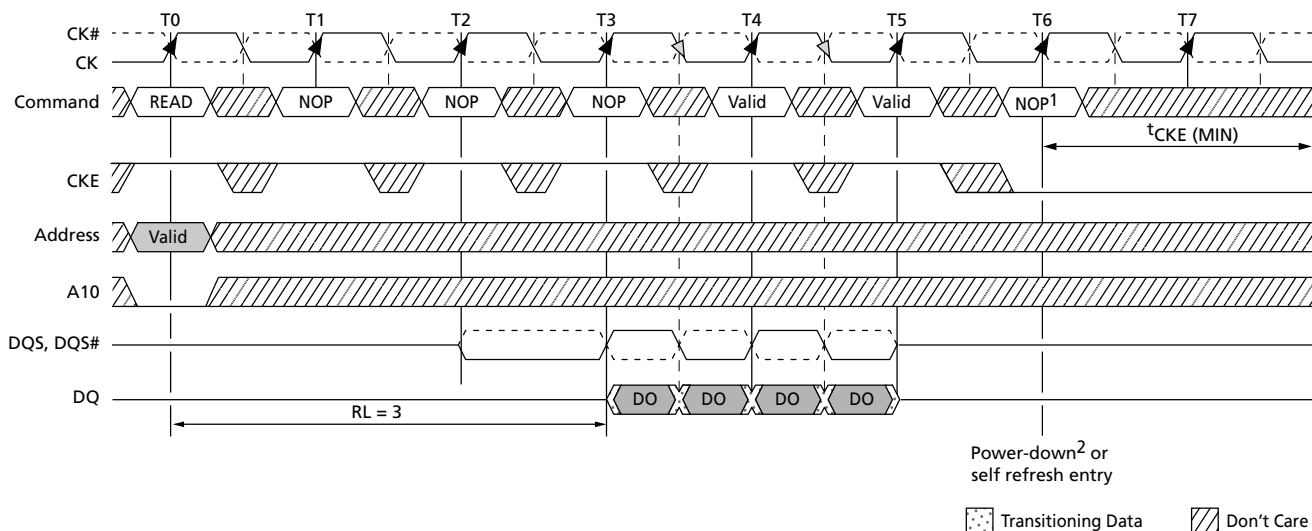 T0 T1 T2 T3 T4 T5 T6 T7
CK#
CK
Command READ NOP NOP NOP Valid Valid NOP1
tCKE (MIN)
CKE
Address Valid
A10
DQS, DQS#
DQ DO DO DO DO
RL = 3
Power-down2 or
self refresh entry
Transitioning Data Don't Care